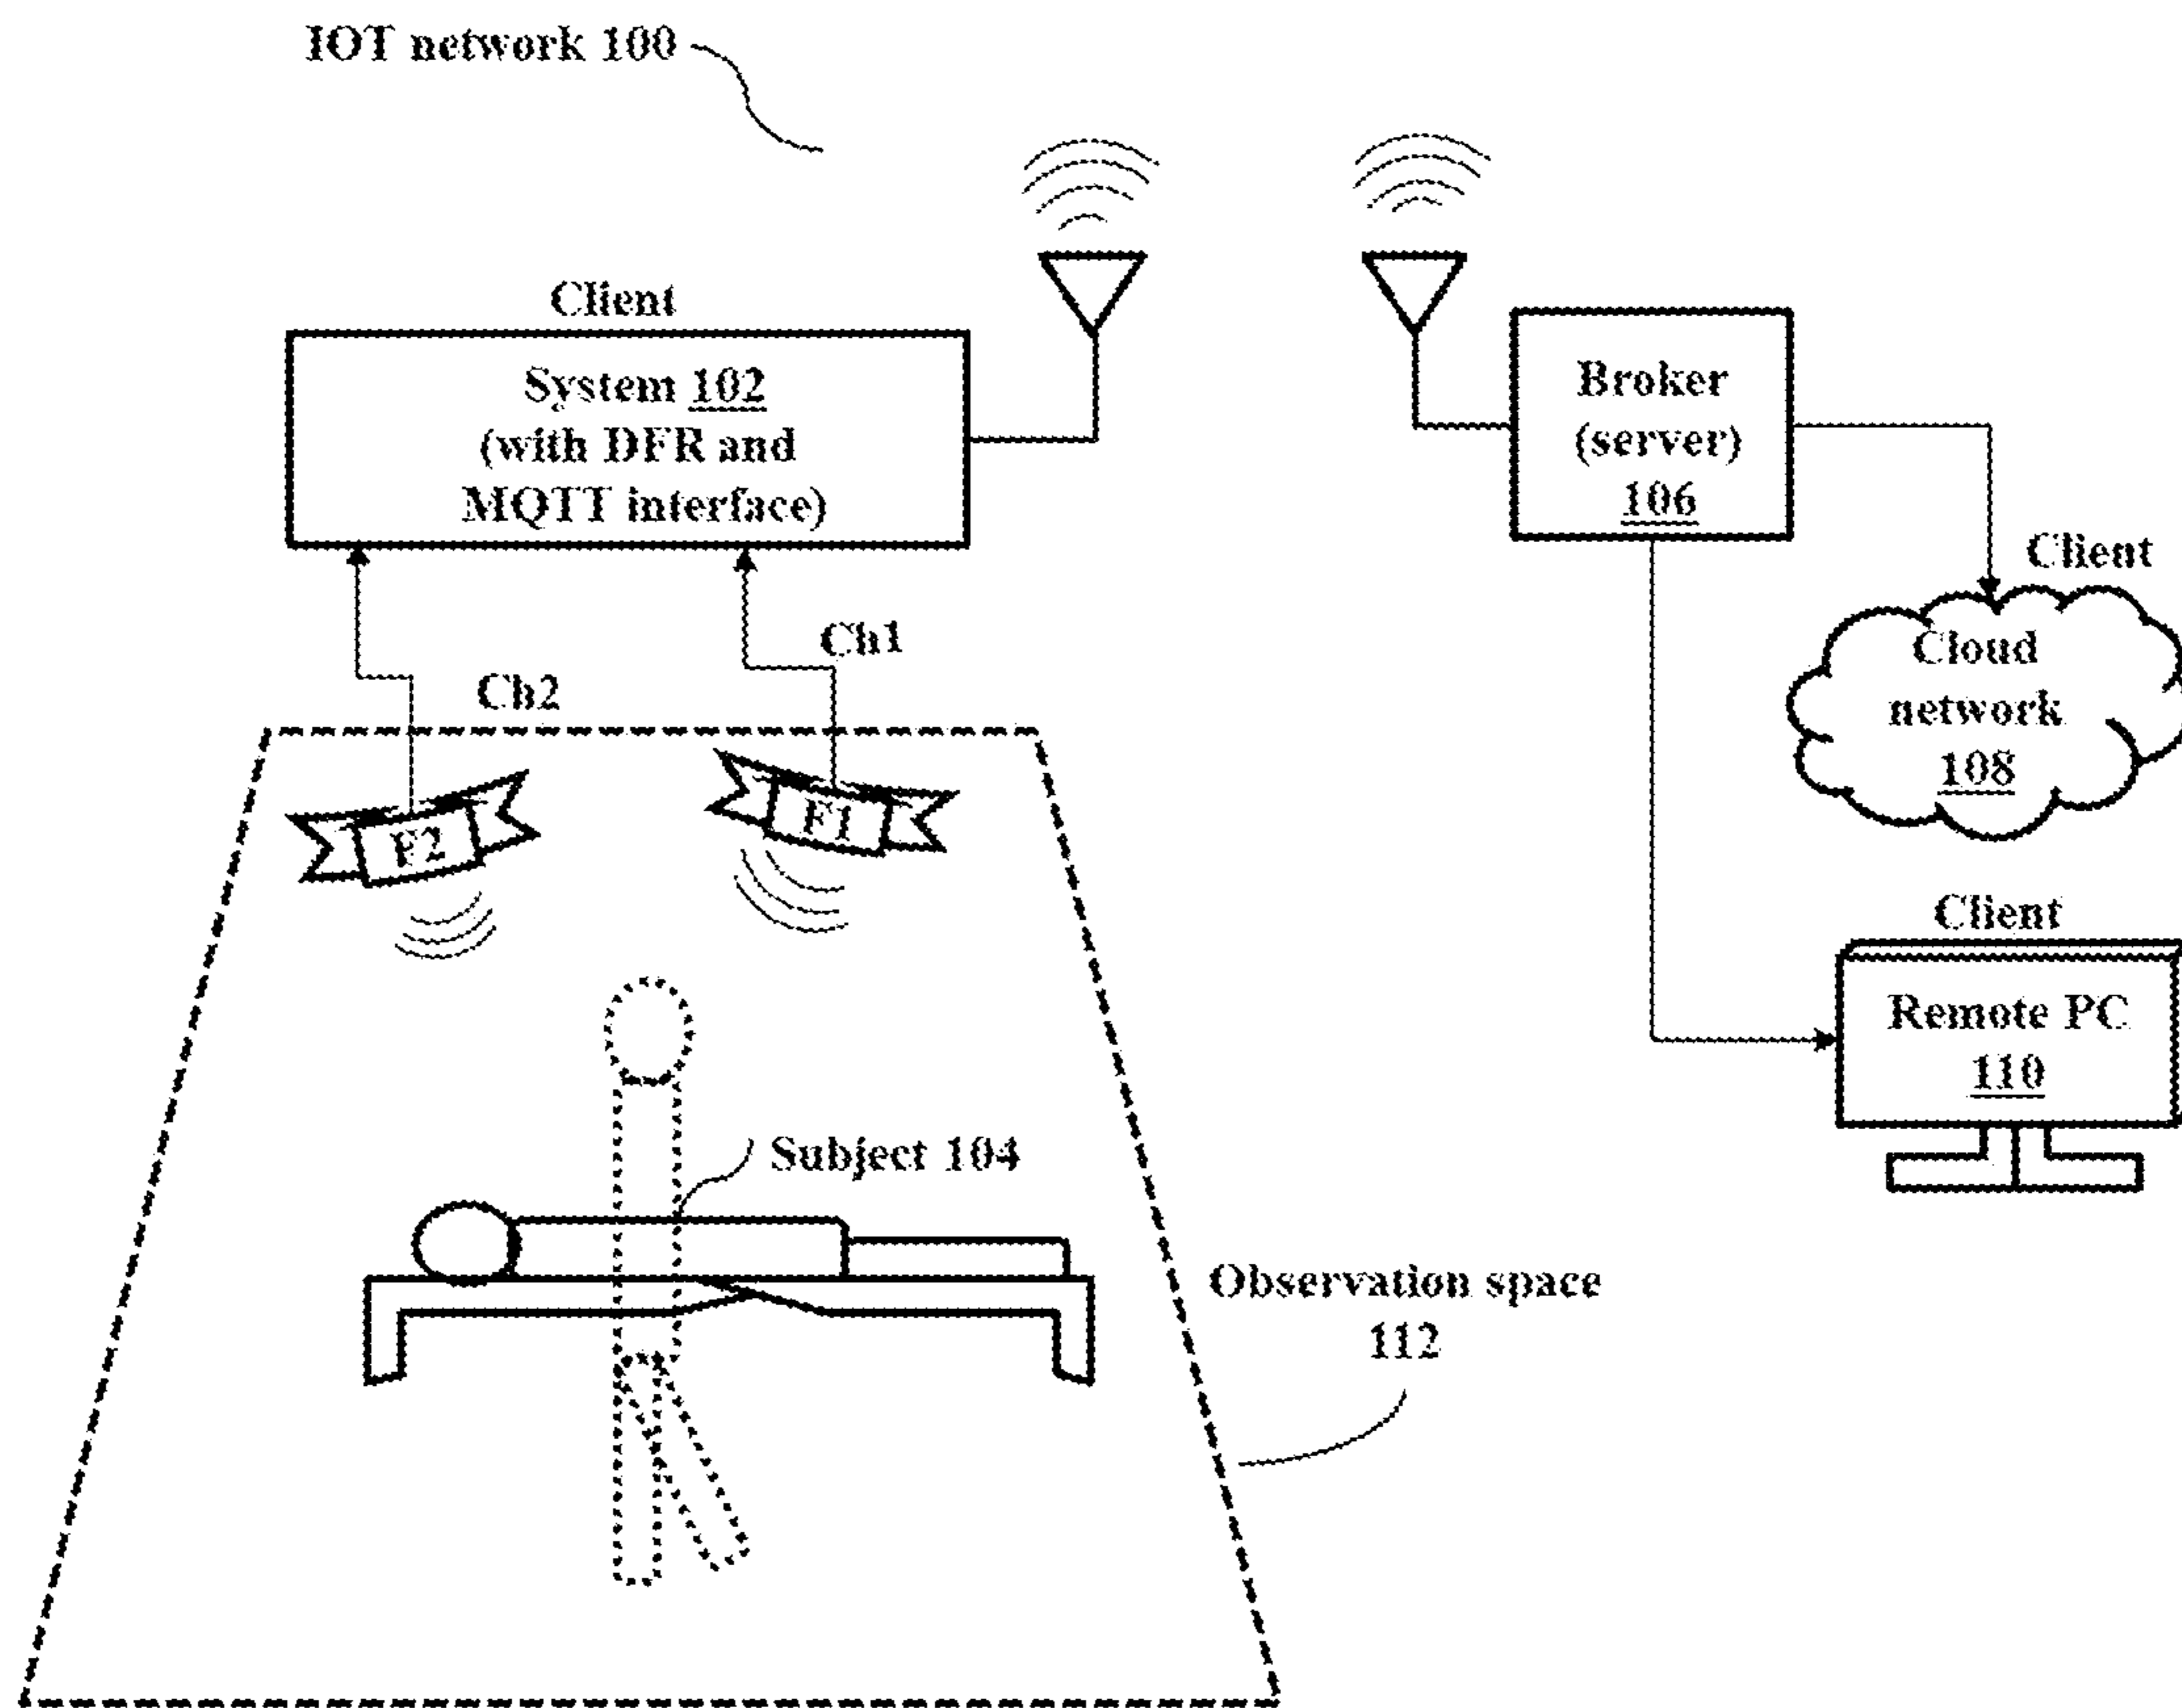 IOT network 100
Client
System 102
(with DFR and
MQTT interface)
Broker
(server)
106
Client
Cloud
network
108
Ch1
Ch2
F1
F2
Client
Remote PC
110
Subject 104
Observation space
112